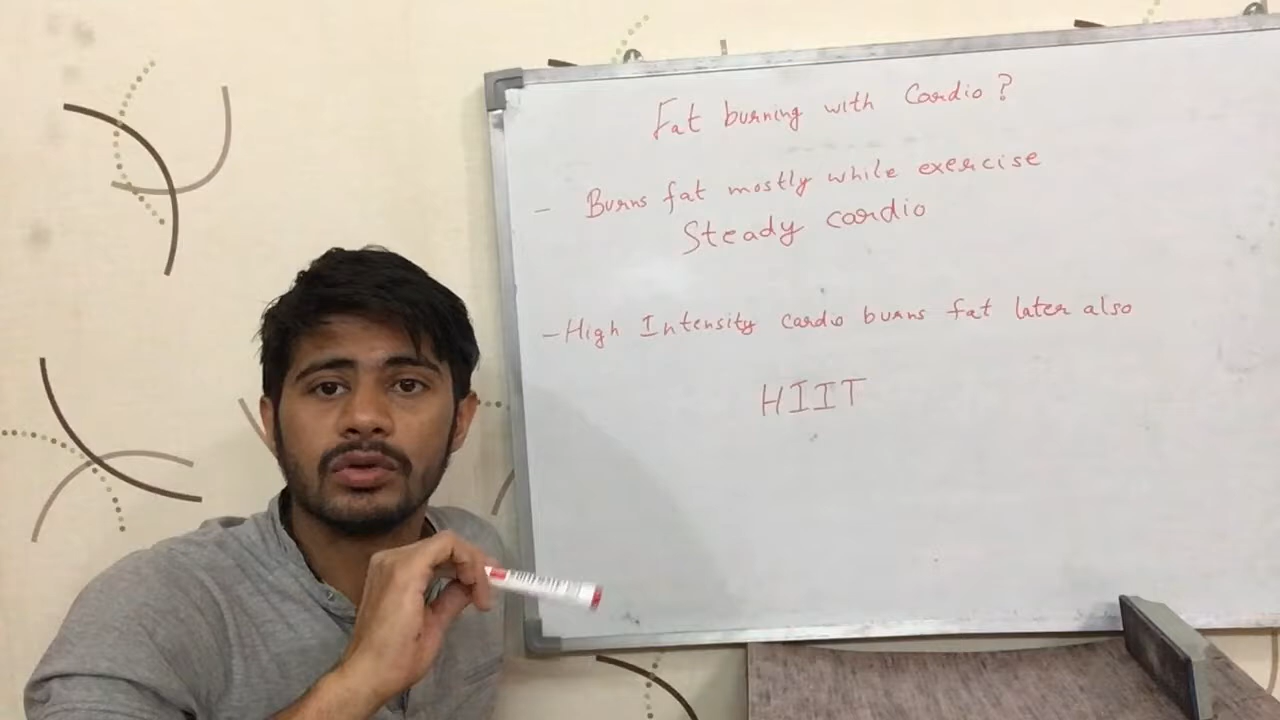 Fat burning with Cardio?
- Burns fat mostly while exercise
Steady cardio
- High Intensity cardio burns fat later also
HIIT